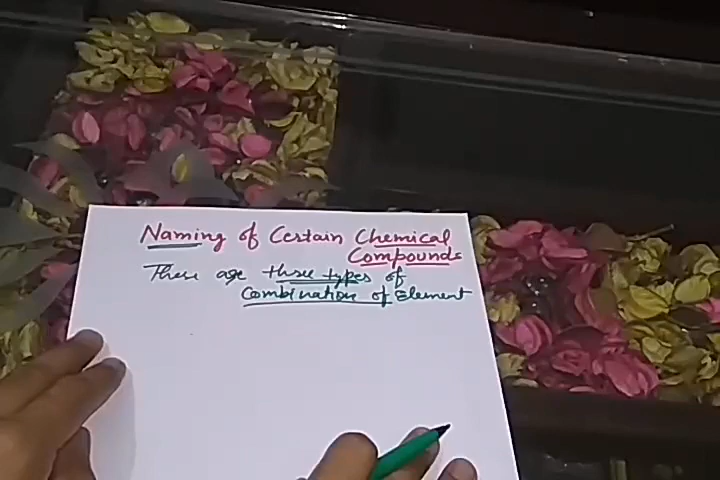 Naming of Certain Chemical
Compounds
There are three types of
Combination of Element